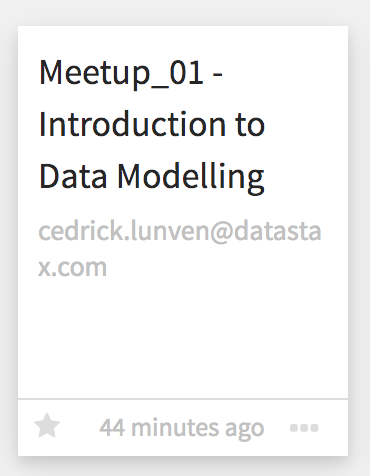 Meetup_01 -
Introduction to
Data Modelling
cedrick.lunven@datasta
x.com
44 minutes ago